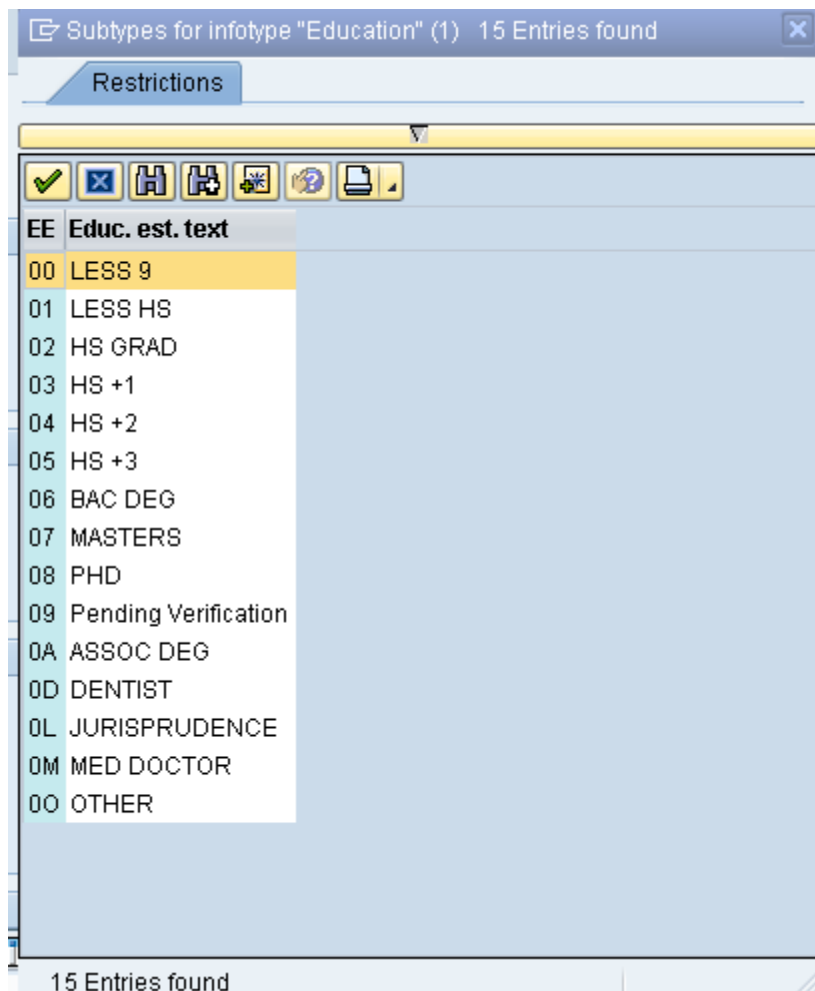 Subtypes for infotype "Education" (1) 15 Entries found
Restrictions
EE Educ. est. text
00 LESS 9
01 LESS HS
02 HS GRAD
03 HS +1
04 HS +2
05 HS +3
06 BAC DEG
07 MASTERS
08 PHD
09 Pending Verification
0A ASSOC DEG
0D DENTIST
0L JURISPRUDENCE
0M MED DOCTOR
0O OTHER
15 Entries found